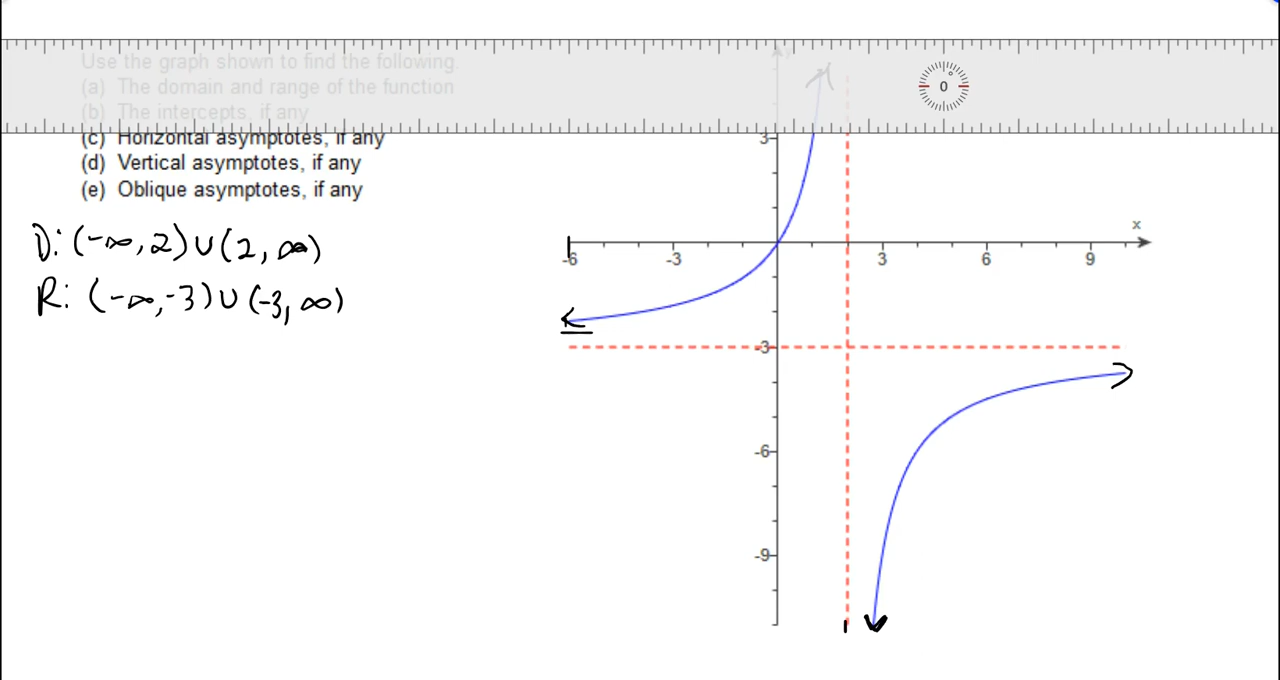 Use the graph shown to find the following.
(a) The domain and range of the function
(b) The intercepts, if any
(c) Horizontal asymptotes, if any
(d) Vertical asymptotes, if any
(e) Oblique asymptotes, if any
D: (-∞, 2) ∪ (2, ∞)
R: (-∞, -3) ∪ (-3, ∞)
0
y
3
x
-6 -3 3 6 9
-3
-6
-9